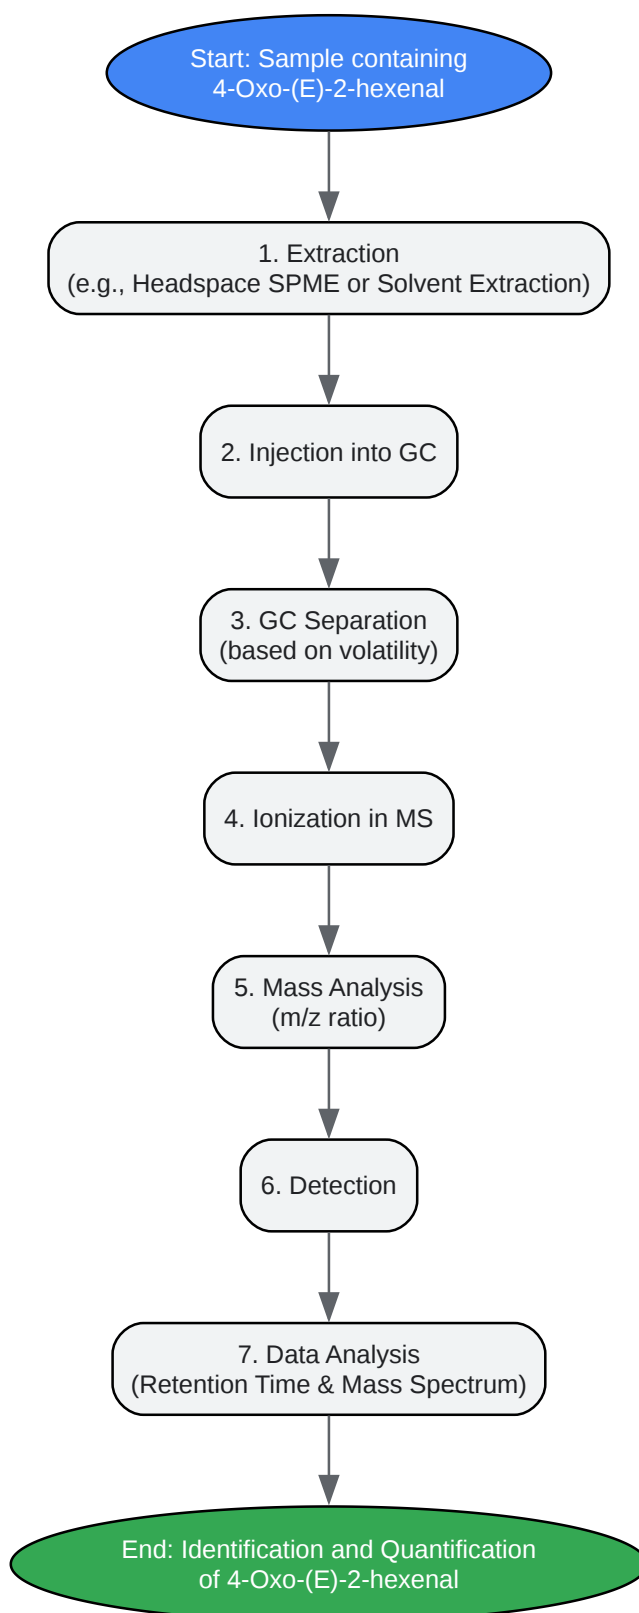 Start: Sample containing
4-Oxo-(E)-2-hexenal
1. Extraction
(e.g., Headspace SPME or Solvent Extraction)
2. Injection into GC
3. GC Separation
(based on volatility)
4. Ionization in MS
5. Mass Analysis
(m/z ratio)
6. Detection
7. Data Analysis
(Retention Time & Mass Spectrum)
End: Identification and Quantification
of 4-Oxo-(E)-2-hexenal